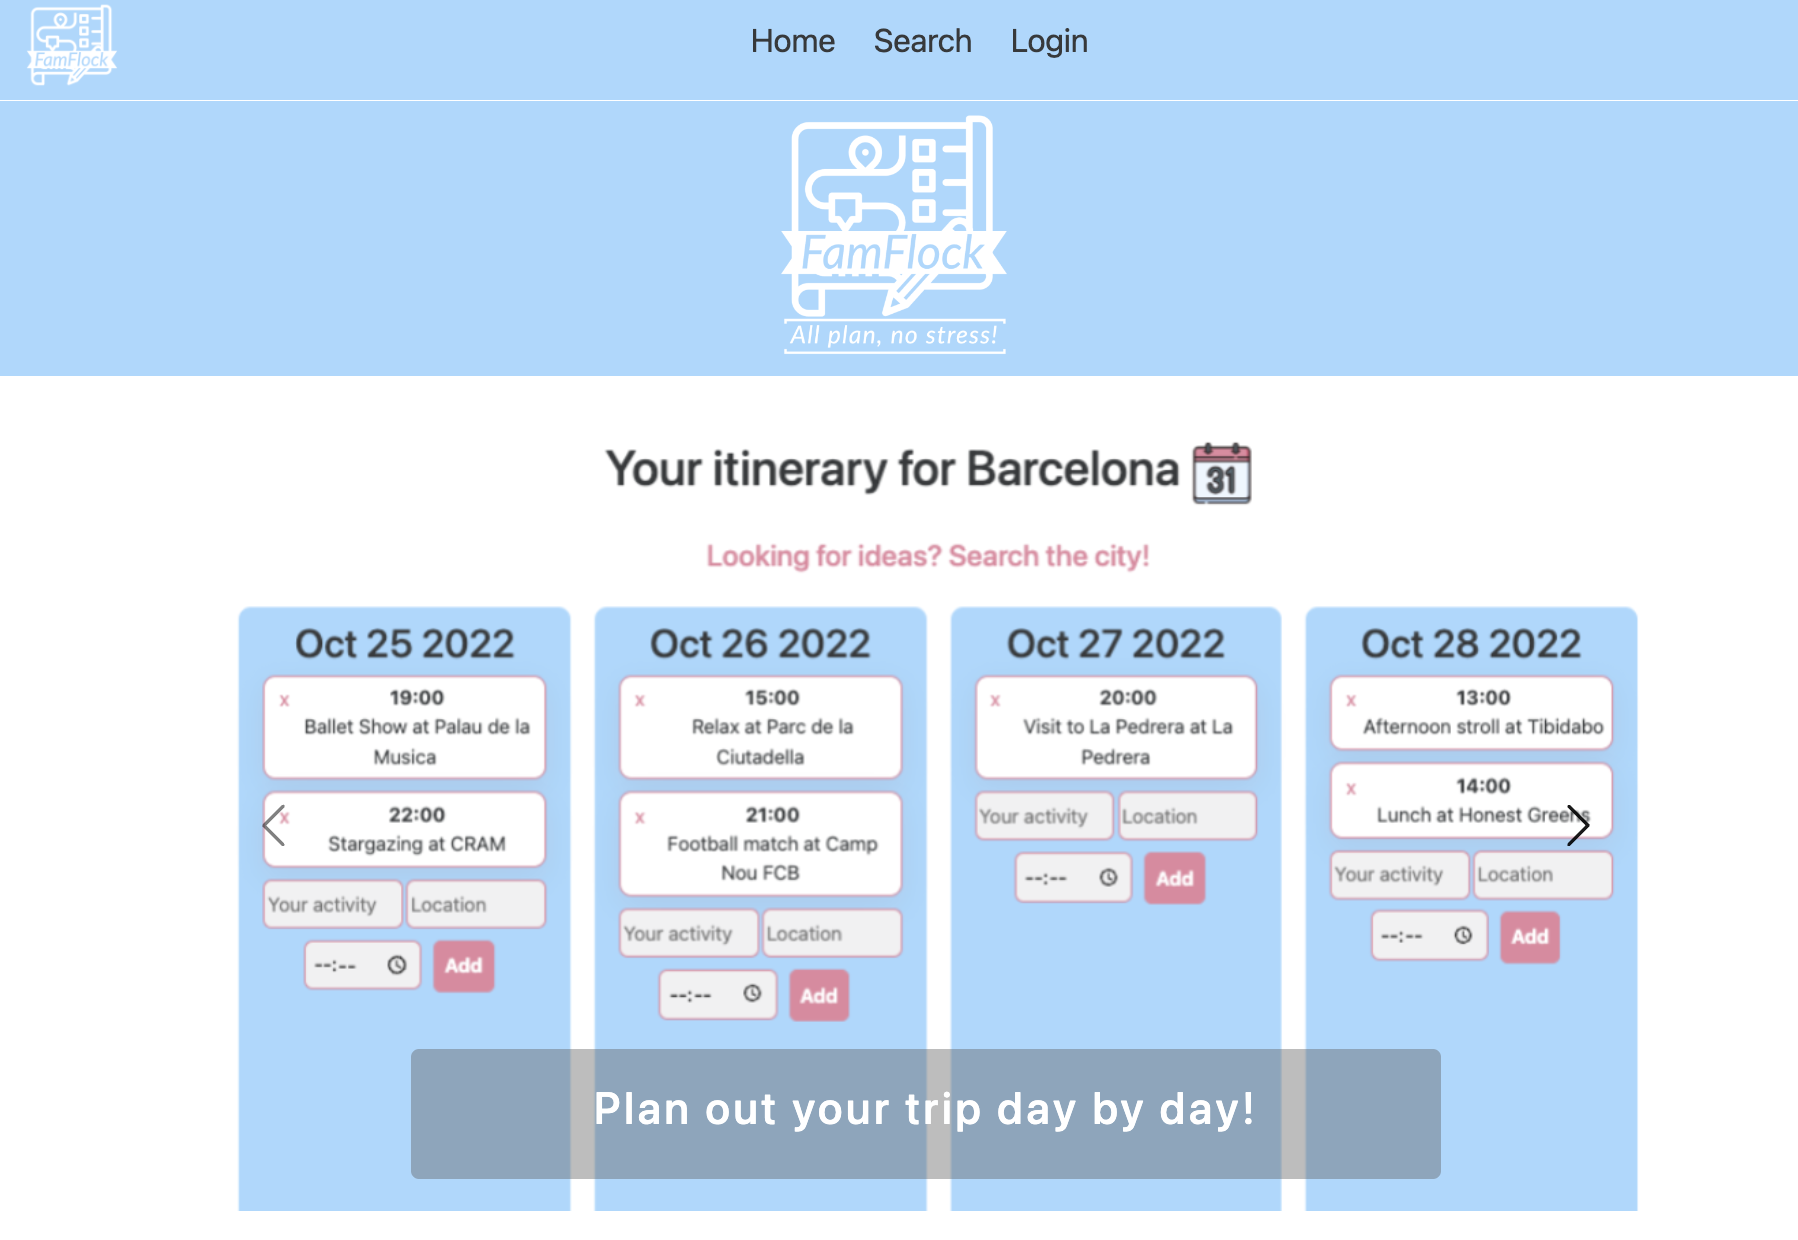 FamFlock
Home Search Login
FamFlock
All plan, no stress!
Your itinerary for Barcelona 31
Looking for ideas? Search the city!
Oct 25 2022
x 19:00
Ballet Show at Palau de la
Musica
x 22:00
Stargazing at CRAM
Your activity Location
--:-- Add
Oct 26 2022
x 15:00
Relax at Parc de la
Ciutadella
x 21:00
Football match at Camp
Nou FCB
Your activity Location
--:-- Add
Oct 27 2022
x 20:00
Visit to La Pedrera at La
Pedrera
Your activity Location
--:-- Add
Oct 28 2022
x 13:00
Afternoon stroll at Tibidabo
x 14:00
Lunch at Honest Greens
Your activity Location
--:-- Add
Plan out your trip day by day!